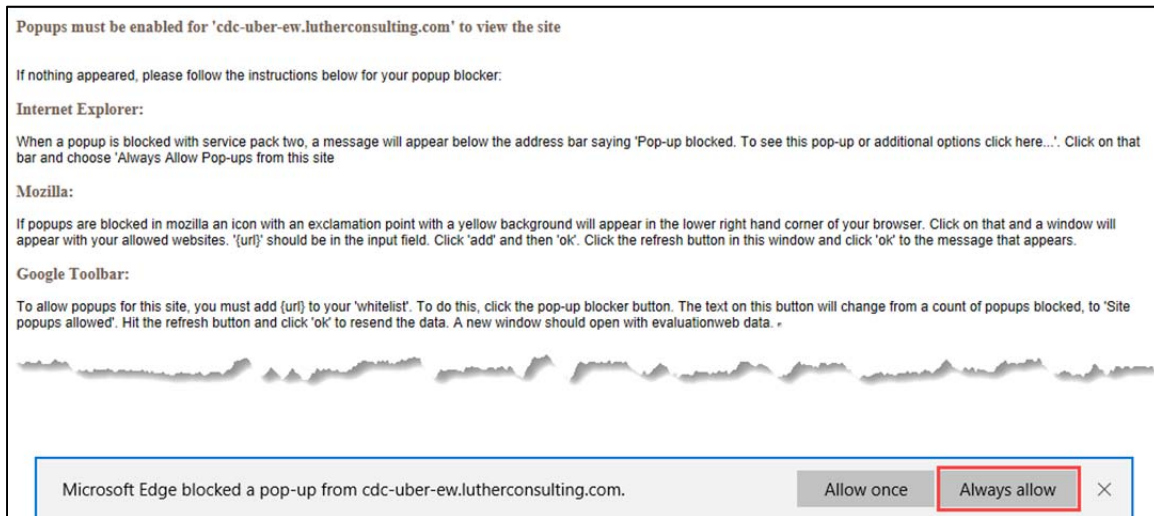 Popups must be enabled for 'cdc-uber-ew.lutherconsulting.com' to view the site
If nothing appeared, please follow the instructions below for your popup blocker:
Internet Explorer:
When a popup is blocked with service pack two, a message will appear below the address bar saying 'Pop-up blocked. To see this pop-up or additional options click here...'. Click on that
bar and choose 'Always Allow Pop-ups from this site
Mozilla:
If popups are blocked in mozilla an icon with an exclamation point with a yellow background will appear in the lower right hand corner of your browser. Click on that and a window will
appear with your allowed websites. '{url}' should be in the input field. Click 'add' and then 'ok'. Click the refresh button in this window and click 'ok' to the message that appears.
Google Toolbar:
To allow popups for this site, you must add {url} to your 'whitelist'. To do this, click the pop-up blocker button. The text on this button will change from a count of popups blocked, to 'Site
popups allowed'. Hit the refresh button and click 'ok' to resend the data. A new window should open with evaluationweb data.
Microsoft Edge blocked a pop-up from cdc-uber-ew.lutherconsulting.com. Allow once Always allow